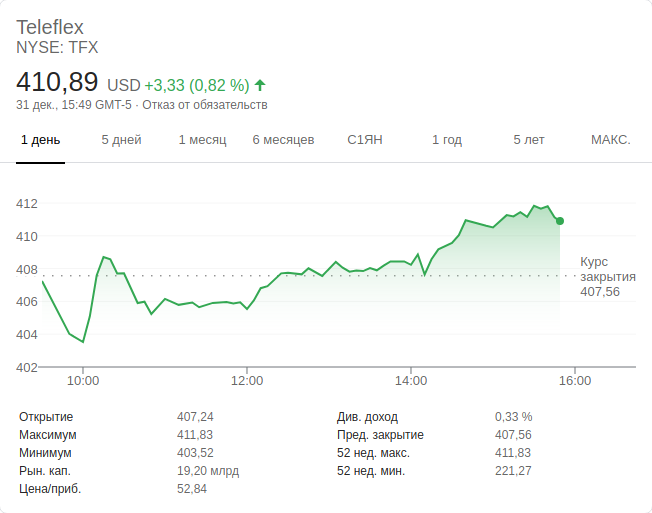 Teleflex
NYSE: TFX
410,89 USD +3,33 (0,82 %)
31 дек., 15:49 GMT-5 · Отказ от обязательств
1 день 5 дней 1 месяц 6 месяцев С1ЯН 1 год 5 лет МАКС.
412
410
408
406
404
402
Курс
закрытия
407,56
10:00 12:00 14:00 16:00
Открытие 407,24 Див. доход 0,33 %
Максимум 411,83 Пред. закрытие 407,56
Минимум 403,52 52 нед. макс. 411,83
Рын. кап. 19,20 млрд 52 нед. мин. 221,27
Цена/приб. 52,84